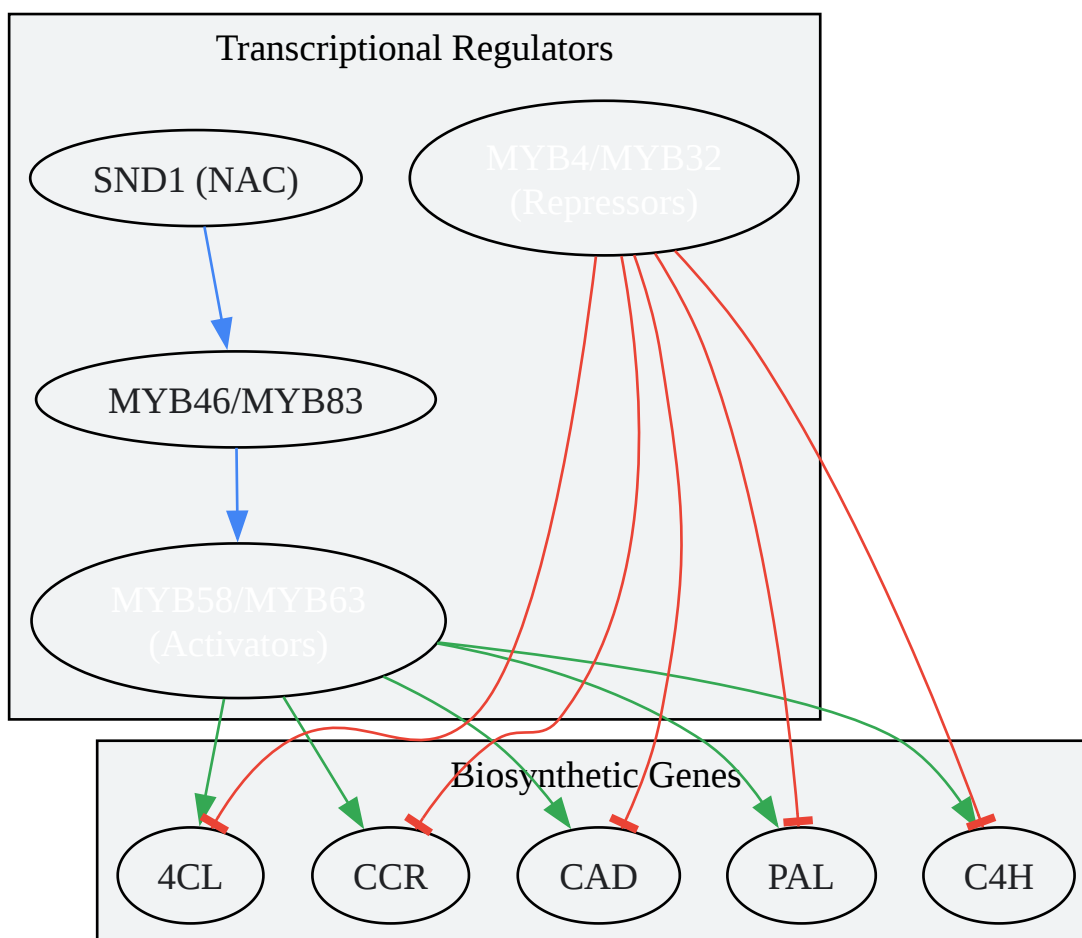 Transcriptional Regulators
SND1 (NAC)
MYB4/MYB32
(Repressors)
MYB46/MYB83
MYB58/MYB63
(Activators)
Biosynthetic Genes
4CL
CCR
CAD
PAL
C4H